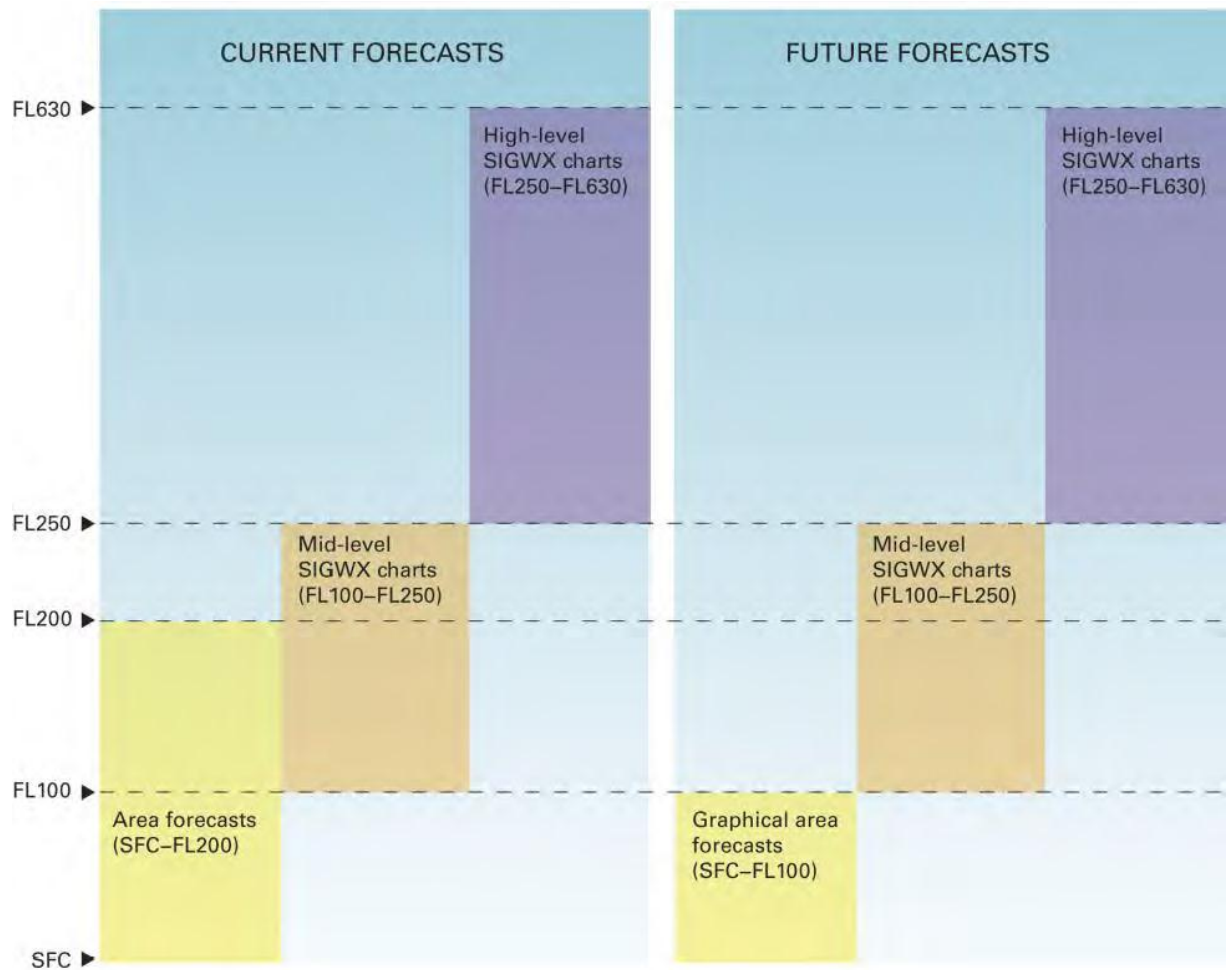 CURRENT FORECASTS
FUTURE FORECASTS
FL630
High-level
SIGWX charts
(FL250–FL630)
High-level
SIGWX charts
(FL250–FL630)
FL250
Mid-level
SIGWX charts
(FL100–FL250)
Mid-level
SIGWX charts
(FL100–FL250)
FL200
FL100
Area forecasts
(SFC–FL200)
Graphical area
forecasts
(SFC–FL100)
SFC